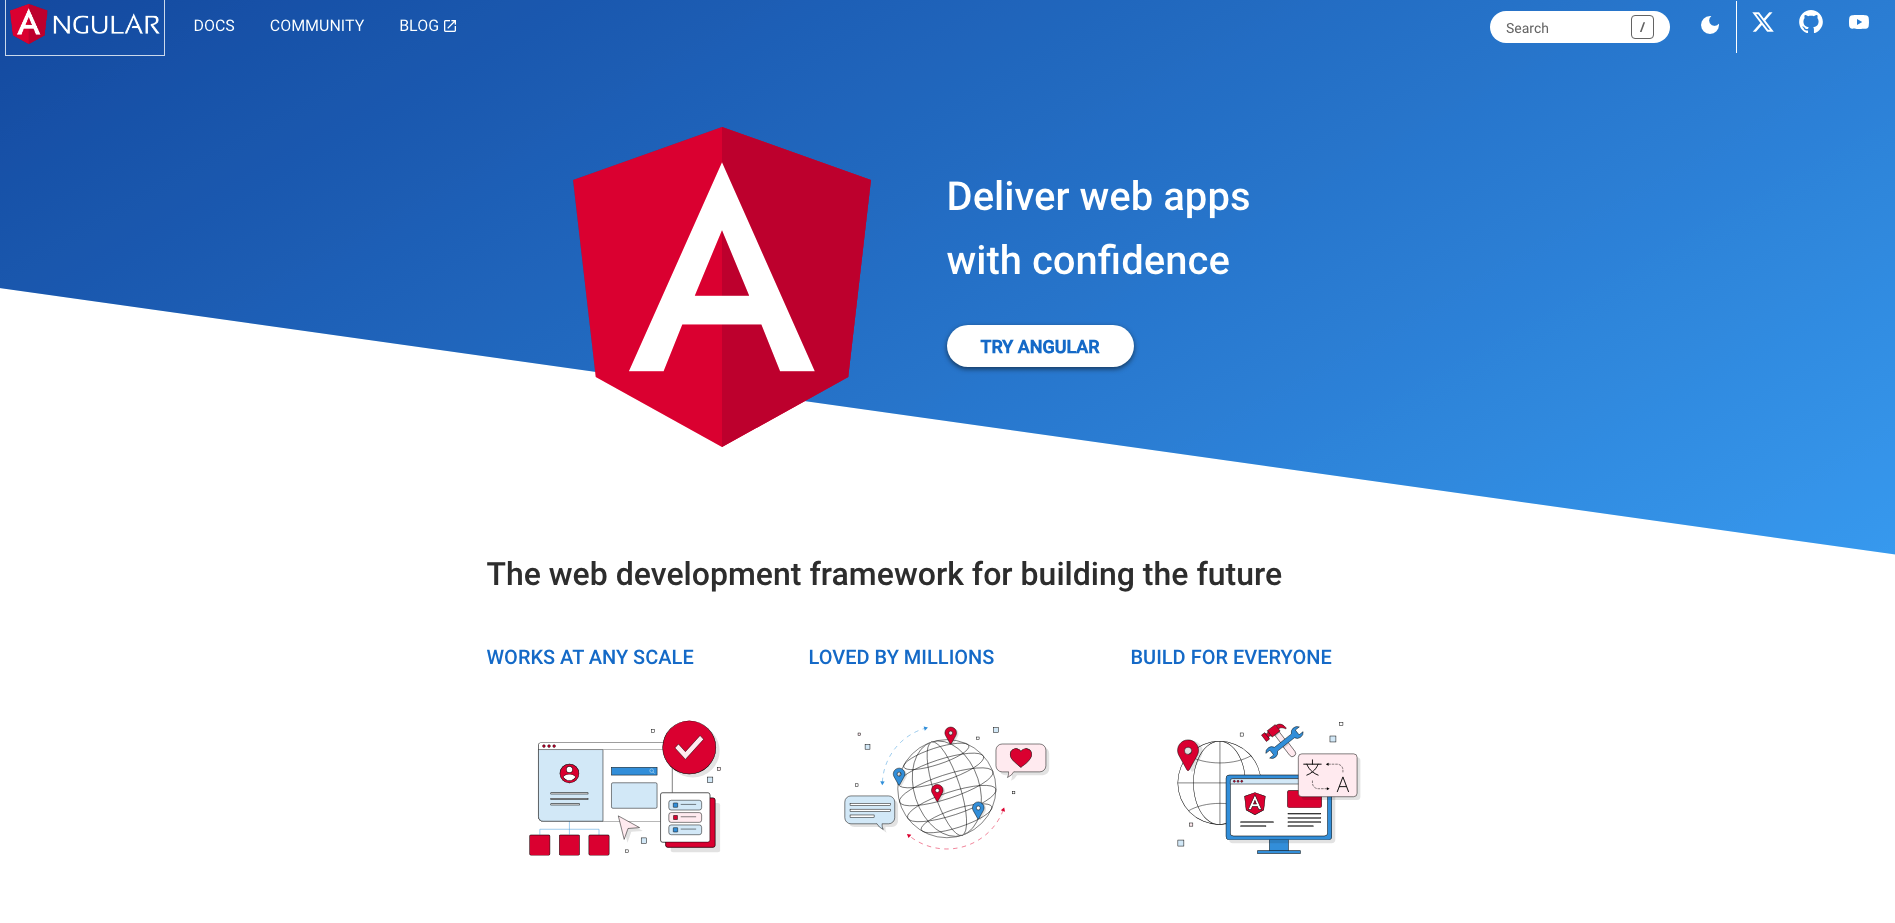 ANGULAR
DOCS
COMMUNITY
BLOG
Search
/
Deliver web apps
with confidence
TRY ANGULAR
The web development framework for building the future
WORKS AT ANY SCALE
LOVED BY MILLIONS
BUILD FOR EVERYONE
文
A